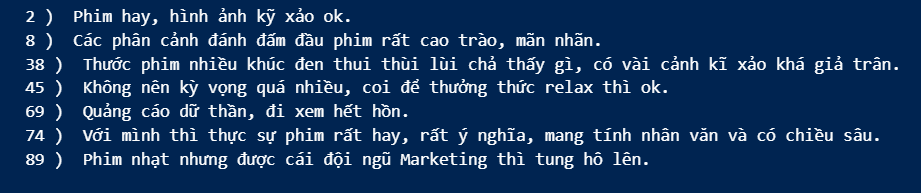 2 ) Phim hay, hình ảnh kỹ xảo ok.
8 ) Các phân cảnh đánh đấm đầu phim rất cao trào, mãn nhãn.
38 ) Thước phim nhiều khúc đen thui thùi lùi chả thấy gì, có vài cảnh kĩ xảo khá giả trân.
45 ) Không nên kỳ vọng quá nhiều, coi để thưởng thức relax thì ok.
69 ) Quảng cáo dữ thần, đi xem hết hồn.
74 ) Với mình thì thực sự phim rất hay, rất ý nghĩa, mang tính nhân văn và có chiều sâu.
89 ) Phim nhạt nhưng được cái đội ngũ Marketing thì tung hô lên.